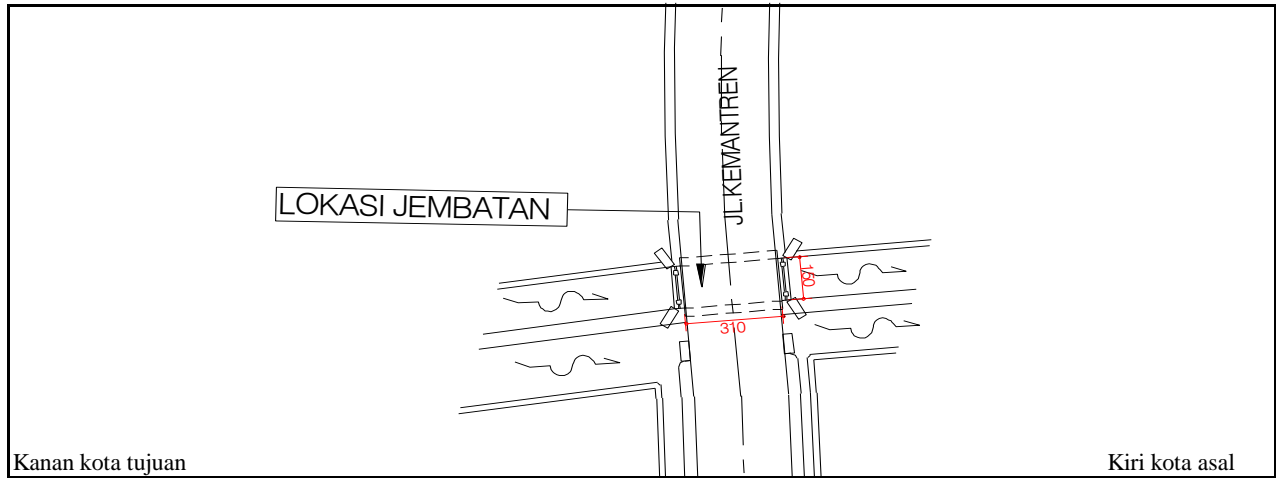 JL.KEMANTREN
LOKASI JEMBATAN
150
310
Kanan kota tujuan
Kiri kota asal